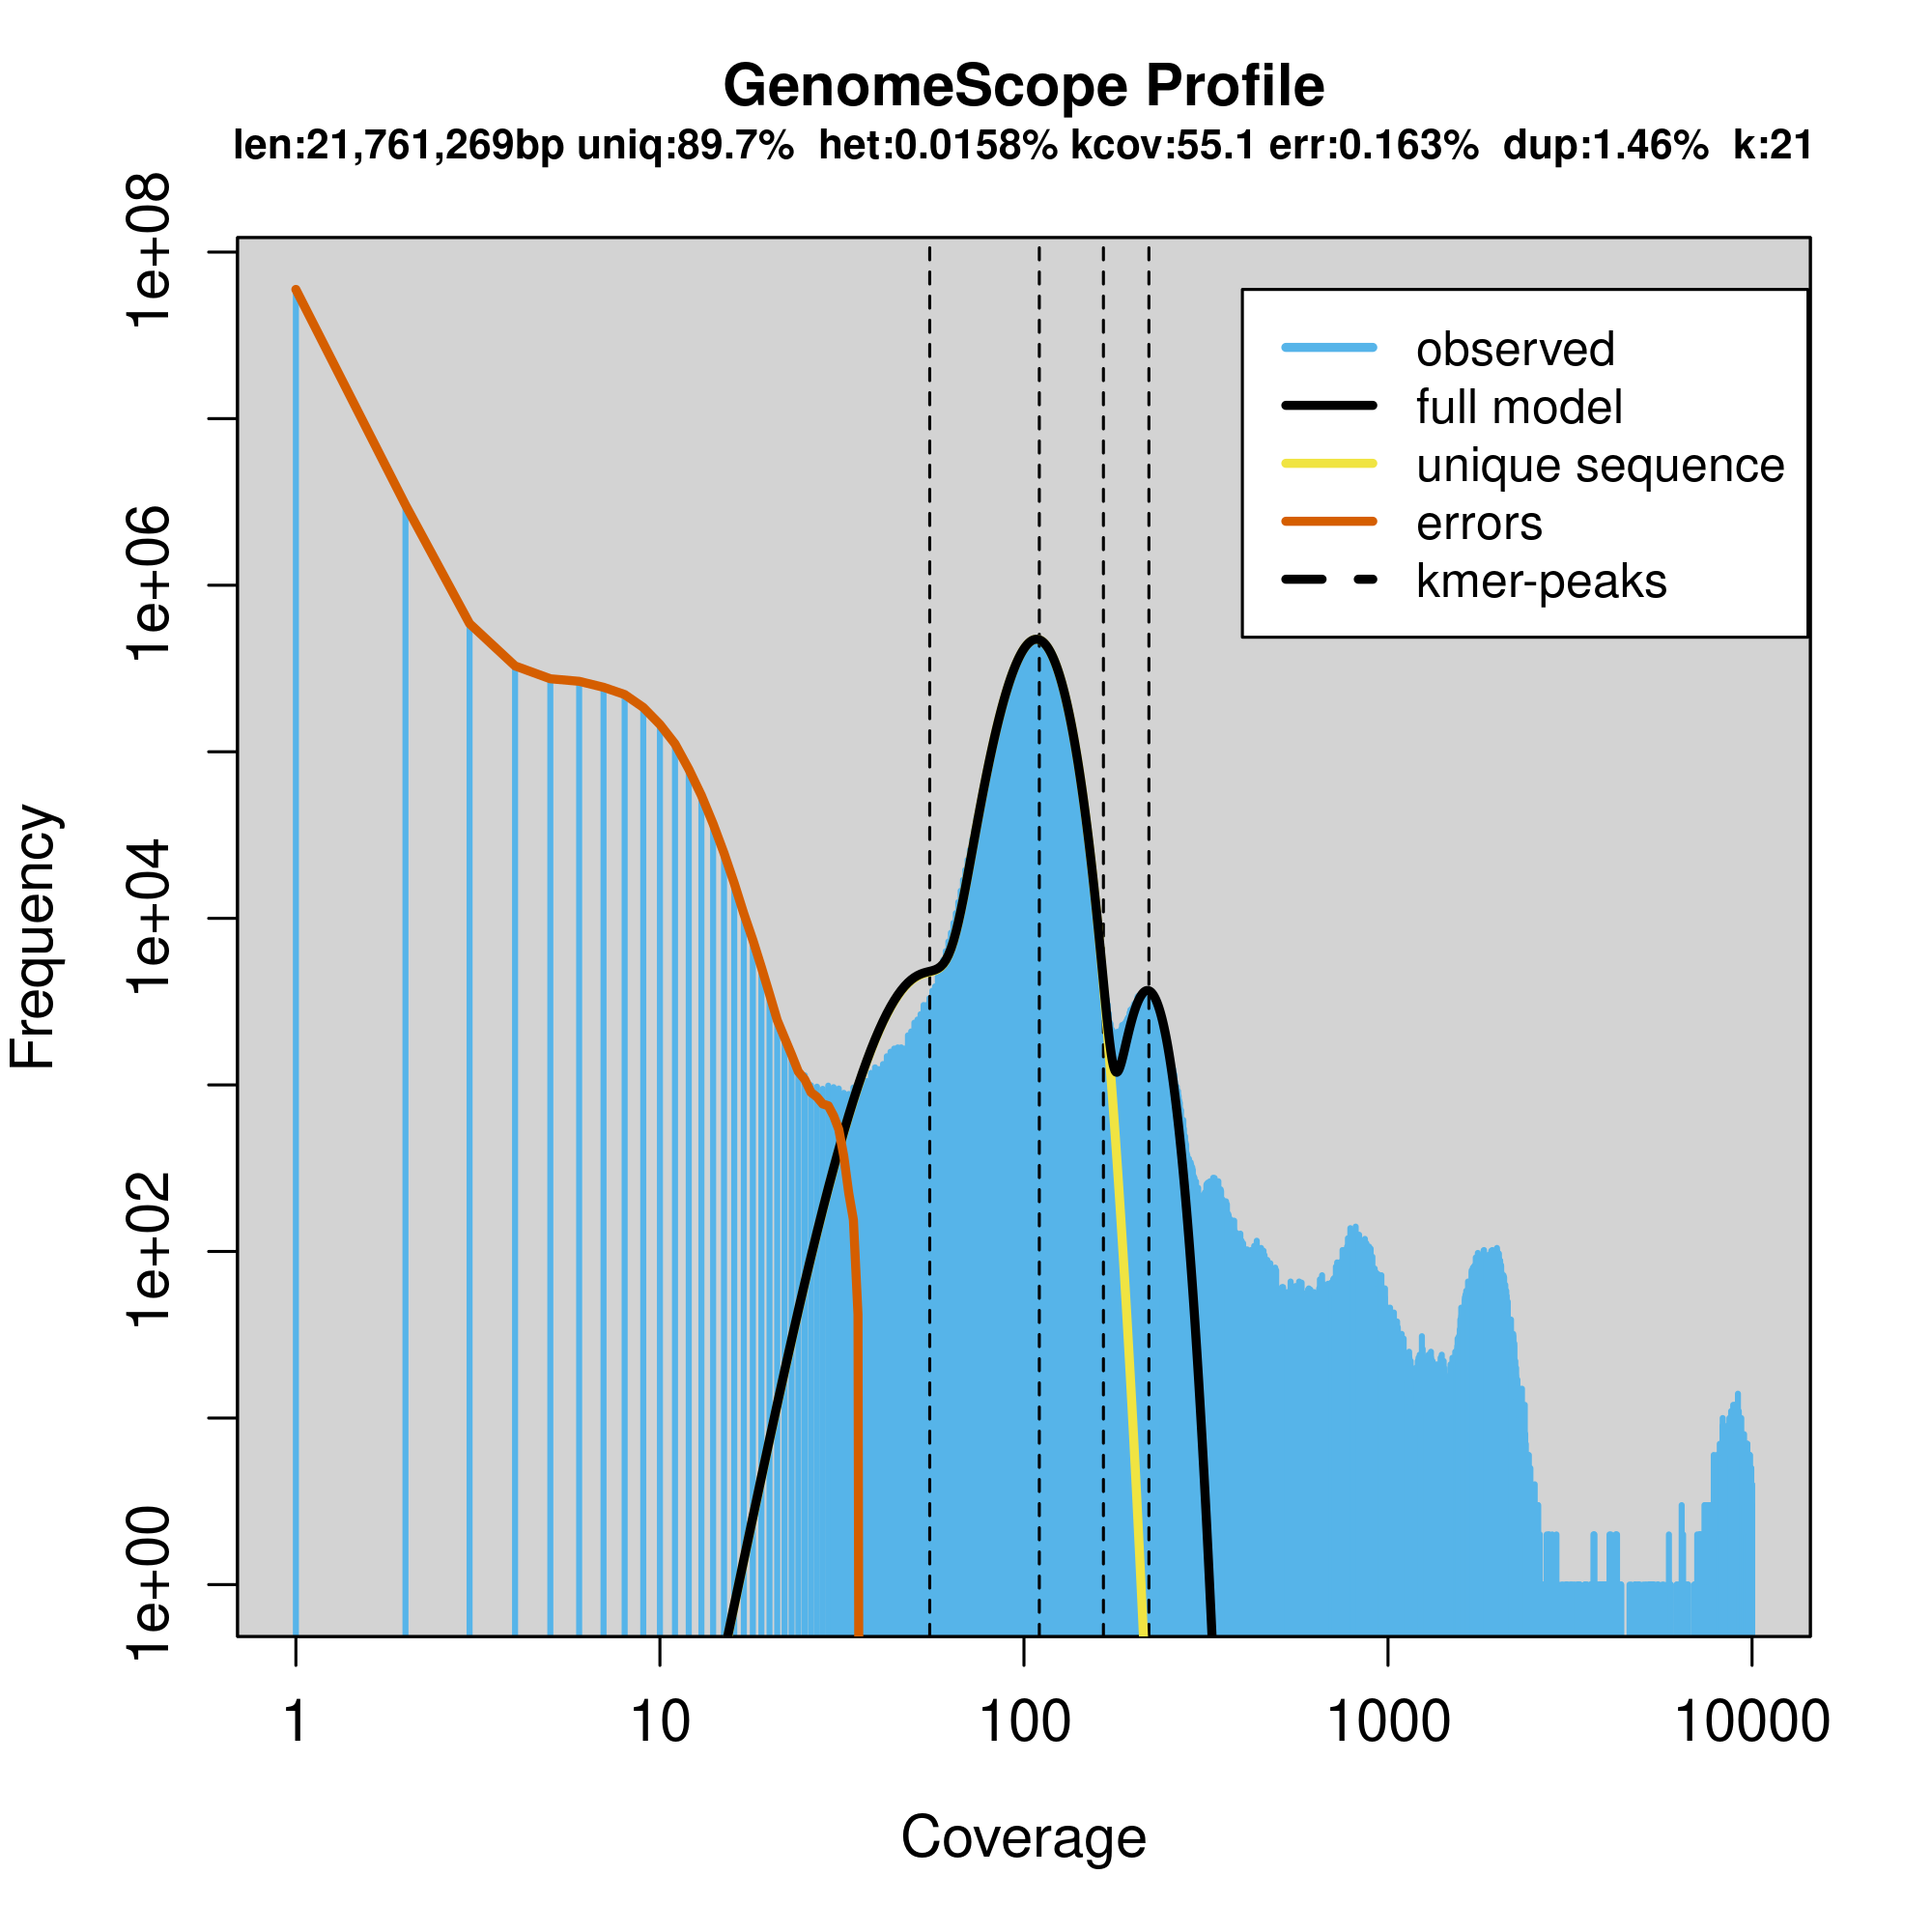 GenomeScope Profile
len:21,761,269bp uniq:89.7% het:0.0158% kcov:55.1 err:0.163% dup:1.46% k:21
1e+08
1e+06
1e+04
1e+02
1e+00
Frequency
observed
full model
unique sequence
errors
kmer-peaks
1 10 100 1000 10000
Coverage